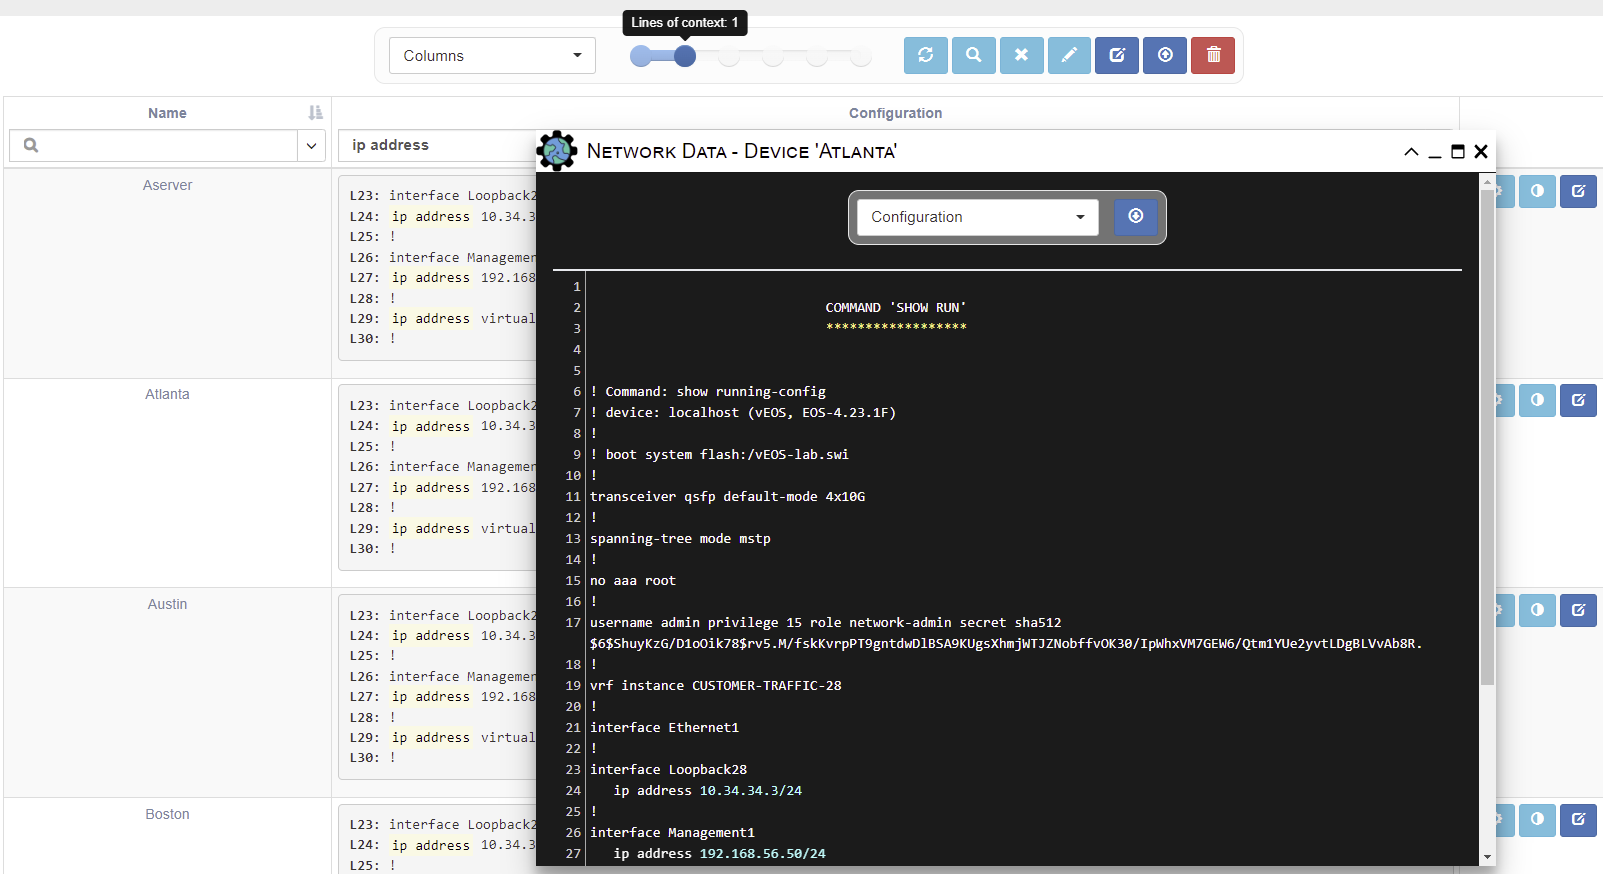 Lines of context: 1
Columns
Name
Configuration
ip address
Aserver
L23: interface Loopback2
L24: ip address 10.34.3
L25: !
L26: interface Managemen
L27: ip address 192.168
L28: !
L29: ip address virtual
L30: !
Atlanta
L23: interface Loopback2
L24: ip address 10.34.3
L25: !
L26: interface Managemen
L27: ip address 192.168
L28: !
L29: ip address virtual
L30: !
Austin
L23: interface Loopback2
L24: ip address 10.34.3
L25: !
L26: interface Managemen
L27: ip address 192.168
L28: !
L29: ip address virtual
L30: !
Boston
L23: interface Loopback2
L24: ip address 10.34.3
L25: !
Network Data - Device 'Atlanta'
Configuration
1
2 COMMAND 'SHOW RUN'
3 ******************
4
5
6 ! Command: show running-config
7 ! device: localhost (vEOS, EOS-4.23.1F)
8 !
9 ! boot system flash:/vEOS-lab.swi
10 !
11 transceiver qsfp default-mode 4x10G
12 !
13 spanning-tree mode mstp
14 !
15 no aaa root
16 !
17 username admin privilege 15 role network-admin secret sha512
$6$ShuyKzG/D1oOik78$rv5.M/fskKvrpPT9gntdwDlBSA9KUgsXhmjWTJZNobffvOK30/IpWhxVM7GEW6/Qtm1YUe2yvtLDgBLVvAb8R.
18 !
19 vrf instance CUSTOMER-TRAFFIC-28
20 !
21 interface Ethernet1
22 !
23 interface Loopback28
24 ip address 10.34.34.3/24
25 !
26 interface Management1
27 ip address 192.168.56.50/24